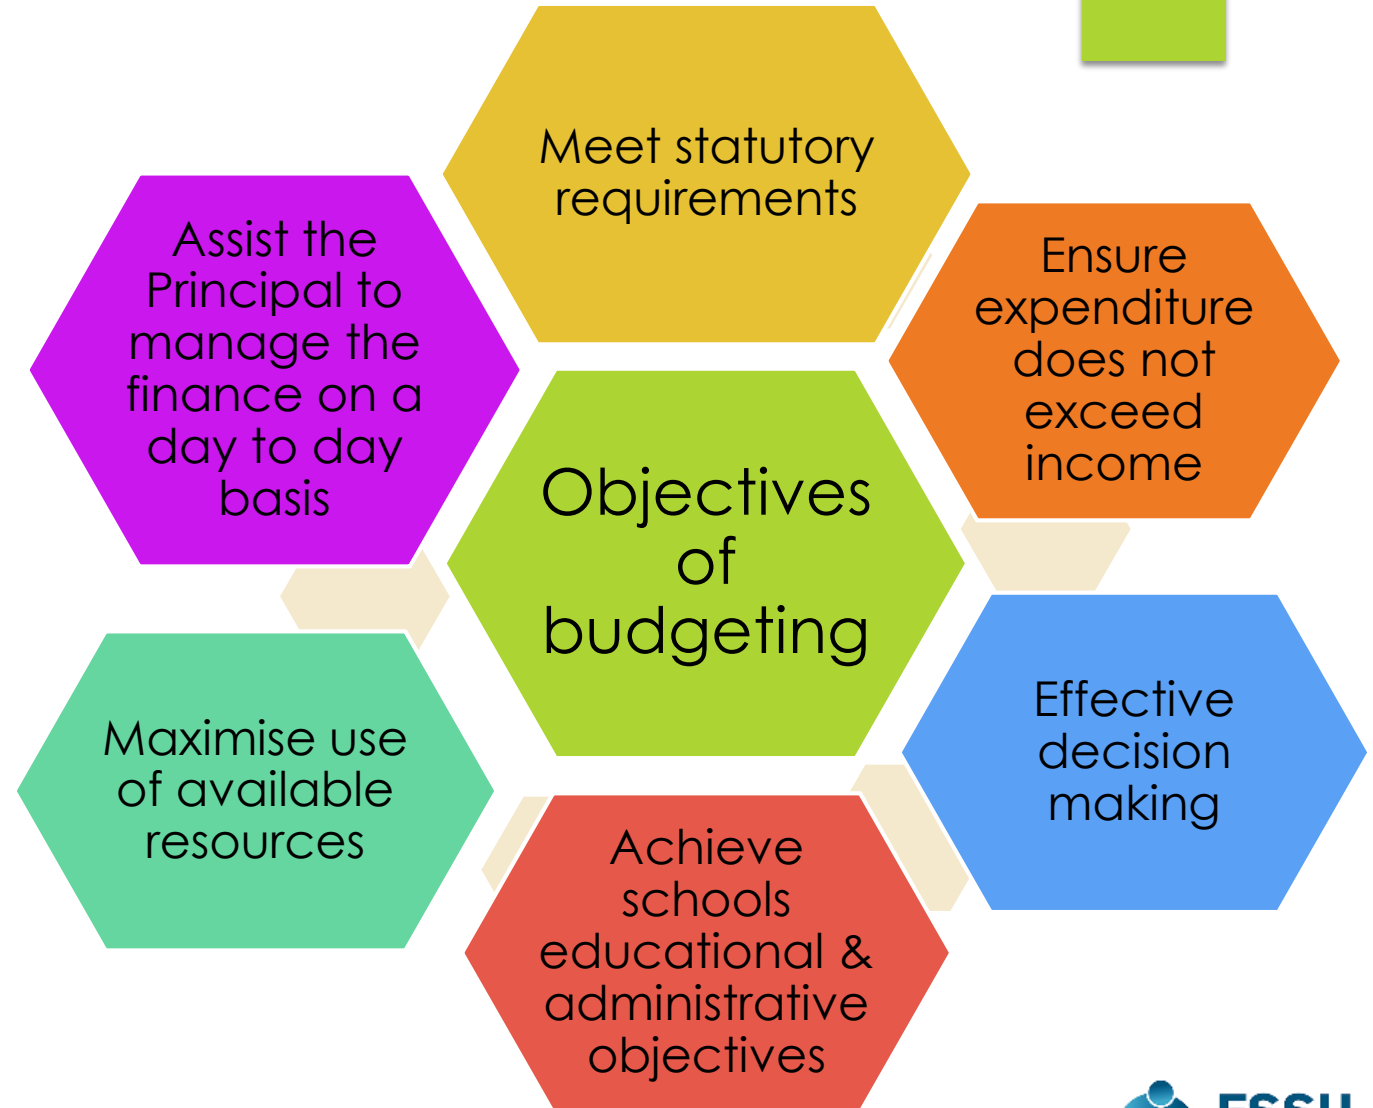 Meet statutory
requirements
Assist the
Principal to
manage the
finance on a
day to day
basis
Ensure
expenditure
does not
exceed
income
Objectives
of
budgeting
Maximise use
of available
resources
Effective
decision
making
Achieve
schools
educational &
administrative
objectives
FSSU